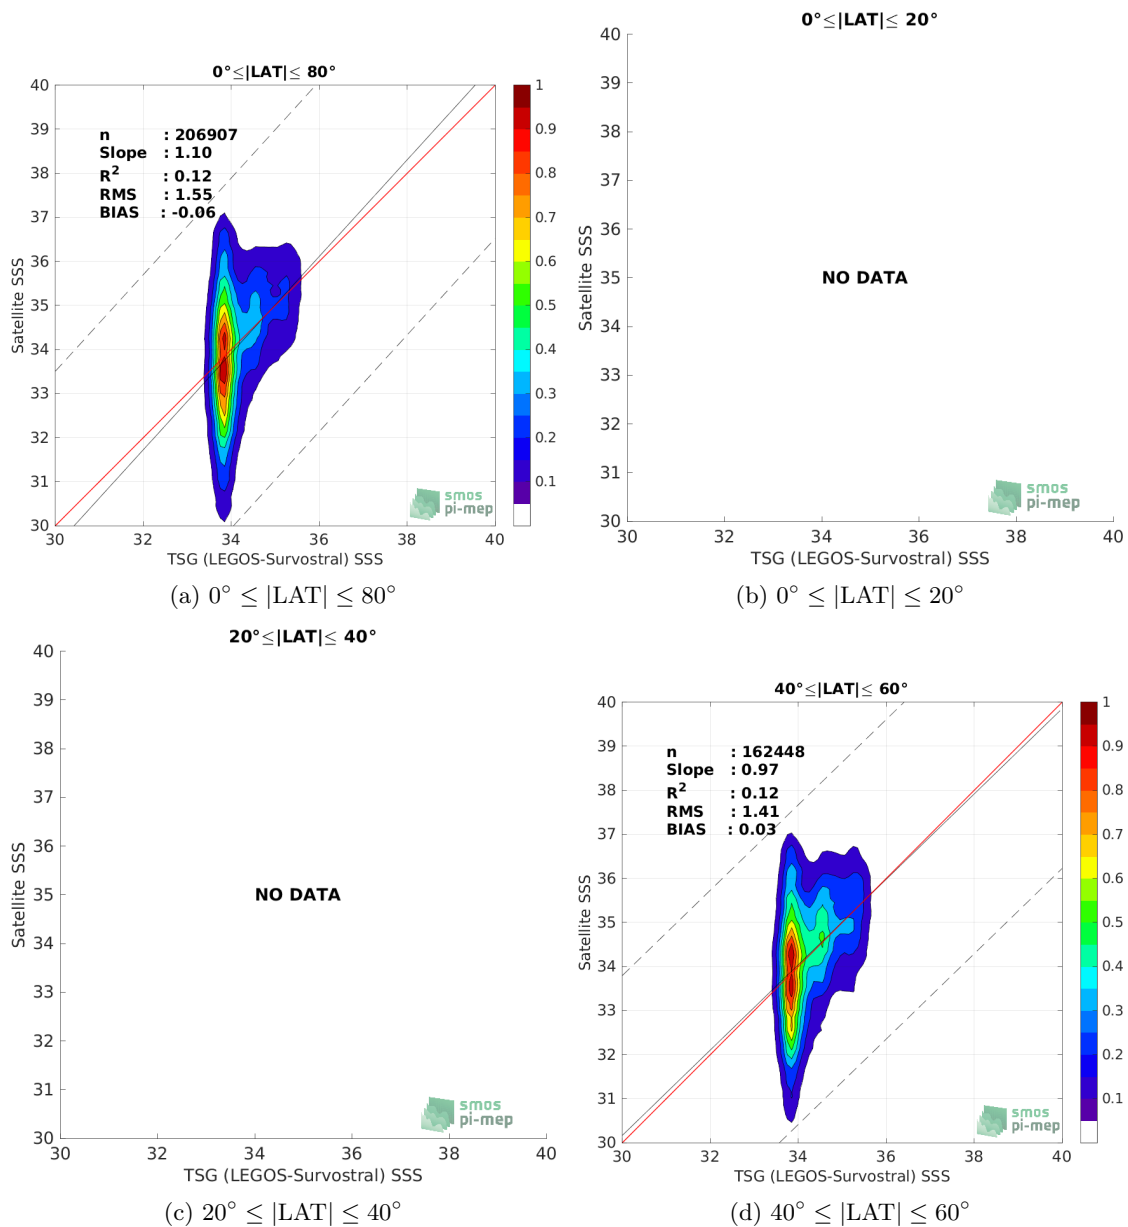 0°≤|LAT|≤ 80°
40
39
38
37
36
35
34
33
32
31
30
30
32
34
36
38
40
Satellite SSS
TSG (LEGOS-Survostral) SSS
n : 206907
Slope : 1.10
R² : 0.12
RMS : 1.55
BIAS : -0.06
1
0.9
0.8
0.7
0.6
0.5
0.4
0.3
0.2
0.1
smos
pi-mep
(a) 0° ≤ |LAT| ≤ 80°
0°≤|LAT|≤ 20°
40
39
38
37
36
35
34
33
32
31
30
30
32
34
36
38
40
Satellite SSS
NO DATA
smos
pi-mep
TSG (LEGOS-Survostral) SSS
(b) 0° ≤ |LAT| ≤ 20°
20°≤|LAT|≤ 40°
40
39
38
37
36
35
34
33
32
31
30
30
32
34
36
38
40
Satellite SSS
NO DATA
smos
pi-mep
TSG (LEGOS-Survostral) SSS
(c) 20° ≤ |LAT| ≤ 40°
40°≤|LAT|≤ 60°
40
39
38
37
36
35
34
33
32
31
30
30
32
34
36
38
40
Satellite SSS
n : 162448
Slope : 0.97
R² : 0.12
RMS : 1.41
BIAS : 0.03
1
0.9
0.8
0.7
0.6
0.5
0.4
0.3
0.2
0.1
smos
pi-mep
TSG (LEGOS-Survostral) SSS
(d) 40° ≤ |LAT| ≤ 60°